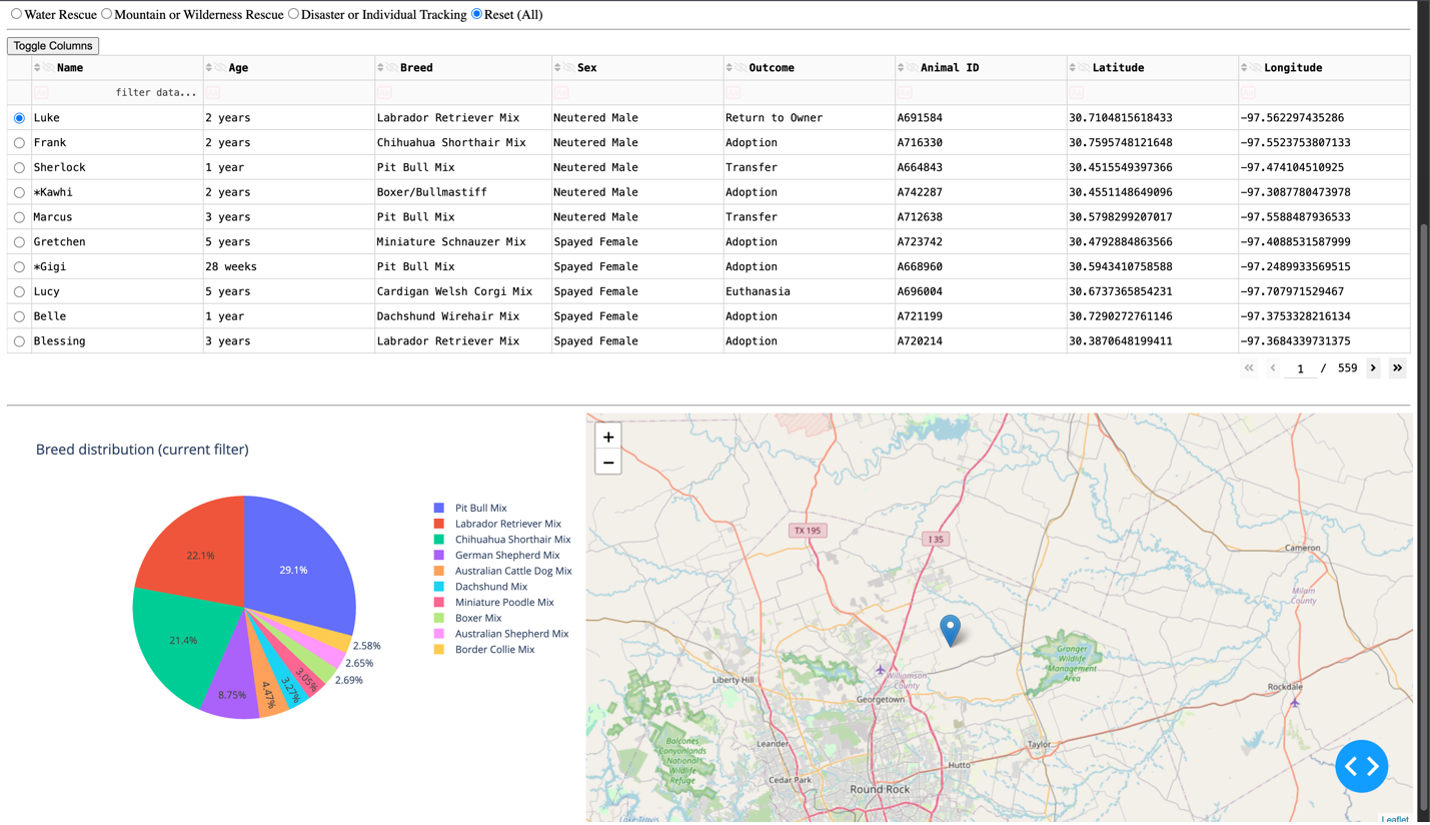 Water Rescue Mountain or Wilderness Rescue Disaster or Individual Tracking Reset (All)
Toggle Columns
Name Age Breed Sex Outcome Animal ID Latitude Longitude
filter data...
Luke 2 years Labrador Retriever Mix Neutered Male Return to Owner A691584 30.7104815618433 -97.562297435286
Frank 2 years Chihuahua Shorthair Mix Neutered Male Adoption A716330 30.7595748121648 -97.5523753807133
Sherlock 1 year Pit Bull Mix Neutered Male Transfer A664843 30.4515549397366 -97.474104510925
*Kawhi 2 years Boxer/Bullmastiff Neutered Male Adoption A742287 30.4551148649096 -97.3087780473978
Marcus 3 years Pit Bull Mix Neutered Male Transfer A712638 30.5798299207017 -97.5588487936533
Gretchen 5 years Miniature Schnauzer Mix Spayed Female Adoption A723742 30.4792884863566 -97.4088531587999
*Gigi 28 weeks Pit Bull Mix Spayed Female Adoption A668960 30.5943410758588 -97.2489933569515
Lucy 5 years Cardigan Welsh Corgi Mix Spayed Female Euthanasia A696004 30.6737365854231 -97.707971529467
Belle 1 year Dachshund Wirehair Mix Spayed Female Adoption A721199 30.7290272761146 -97.3753328216134
Blessing 3 years Labrador Retriever Mix Spayed Female Adoption A720214 30.3870648199411 -97.3684339731375
« ‹ 1 / 559 › »
Breed distribution (current filter)
29.1%
22.1%
21.4%
8.75%
4.47%
3.27%
3.05%
2.69%
2.65%
2.58%
Pit Bull Mix
Labrador Retriever Mix
Chihuahua Shorthair Mix
German Shepherd Mix
Australian Cattle Dog Mix
Dachshund Mix
Miniature Poodle Mix
Boxer Mix
Australian Shepherd Mix
Border Collie Mix
+
−
TX 195
I 35
Cameron
Milam
County
Granger
Wildlife
Management
Area
Williamson
County
Liberty Hill
Georgetown
Rockdale
Leander
Taylor
Balcones
Canyonlands
National
Wildlife
Refuge
Hutto
Cedar Park
Round Rock
Lake Travis
Leaflet